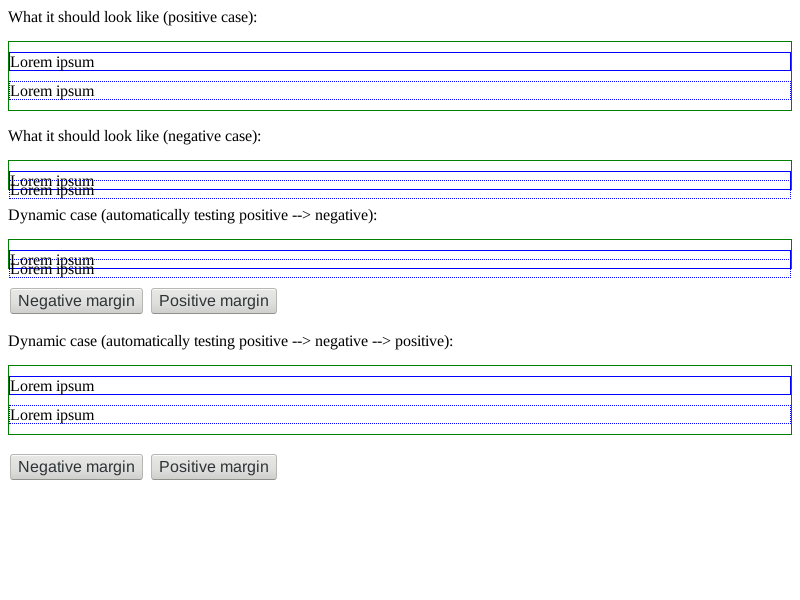 What it should look like (positive case):
Lorem ipsum
Lorem ipsum
What it should look like (negative case):
Lorem ipsum
Lorem ipsum
Dynamic case (automatically testing positive --> negative):
Lorem ipsum
Lorem ipsum
Negative margin Positive margin
Dynamic case (automatically testing positive --> negative --> positive):
Lorem ipsum
Lorem ipsum
Negative margin Positive margin